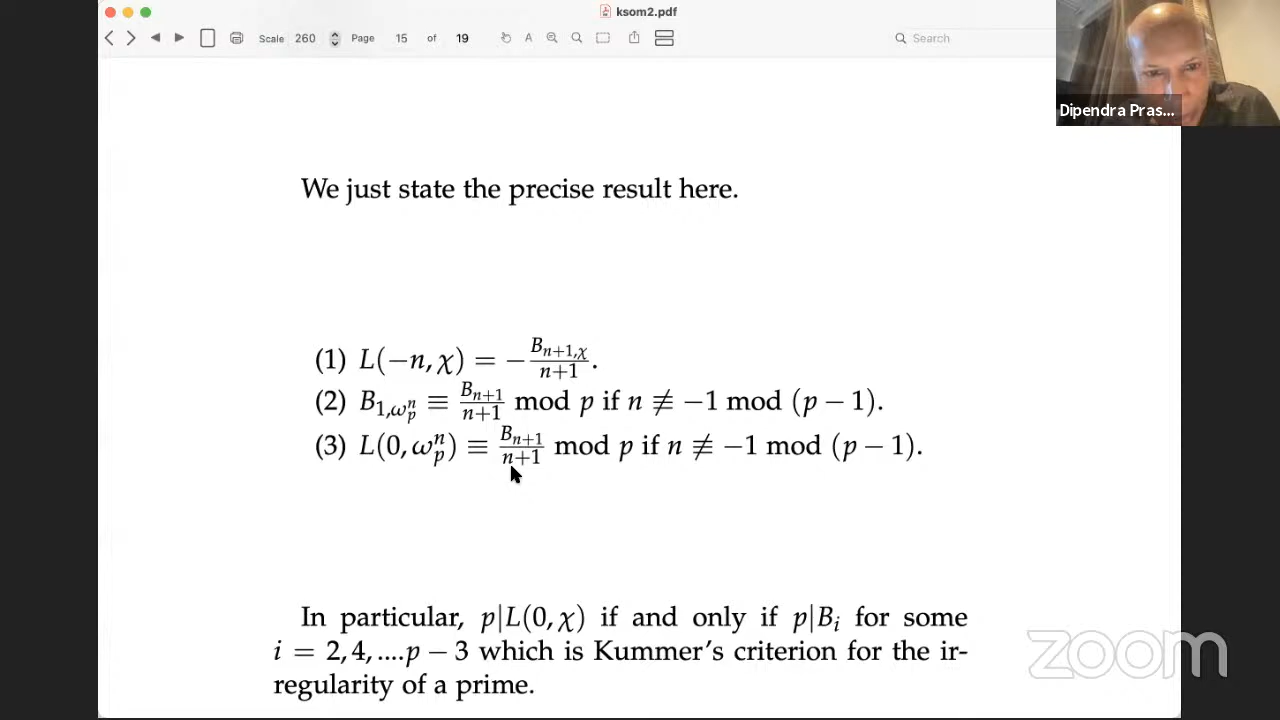 ksom2.pdf
Scale 260 Page 15 of 19 Search
Dipendra Pras...
We just state the precise result here.
(1) L(−n, χ) = −\frac{B_{n+1,χ}}{n+1}.
(2) B_{1,ω_p^n} ≡ \frac{B_{n+1}}{n+1} mod p if n ≢ −1 mod (p − 1).
(3) L(0, ω_p^n) ≡ \frac{B_{n+1}}{n+1} mod p if n ≢ −1 mod (p − 1).
In particular, p|L(0, χ) if and only if p|B_i for some
i = 2, 4, ....p − 3 which is Kummer's criterion for the ir-
regularity of a prime.
zoom